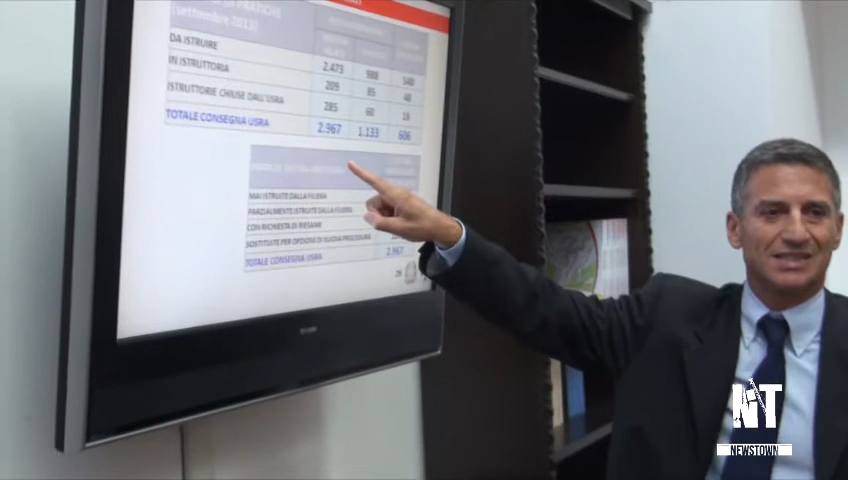 DI PRATICHE
(settembre 2013)
DA ISTRUIRE 2.473 988 540
IN ISTRUTTORIA 209 85 48
ISTRUTTORIE CHIUSE DALL'USRA 285 60 18
TOTALE CONSEGNA USRA 2.967 1.133 606
MAI ISTRUITE DALLA FILIERA
PARZIALMENTE ISTRUITE DALLA FILIERA
CON RICHIESTA DI RIESAME
SOSTITUITE PER OPZIONE DI NUOVA PROCEDURA
TOTALE CONSEGNA USRA 2.967
NT
NEWSTOWN